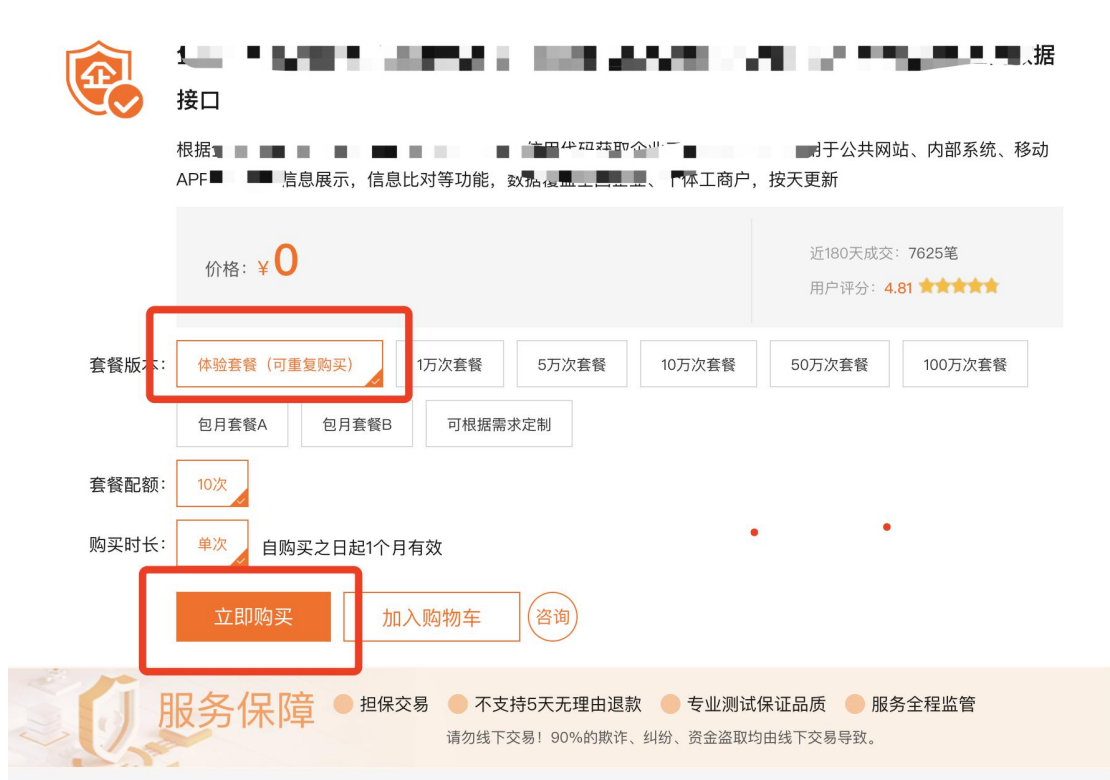 企
据
接口
根据
用于公共网站、内部系统、移动
信息展示，信息比对等功能，
个体工商户，按天更新
价格: ¥0
近180天成交: 7625笔
用户评分: 4.81
套餐版本:
体验套餐（可重复购买） 1万次套餐 5万次套餐 10万次套餐 50万次套餐 100万次套餐
包月套餐A 包月套餐B 可根据需求定制
套餐配额: 10次
购买时长: 单次 自购买之日起1个月有效
立即购买 加入购物车 咨询
服务保障 担保交易 不支持5天无理由退款 专业测试保证品质 服务全程监管
请勿线下交易！90%的欺诈、纠纷、资金盗取均由线下交易导致。